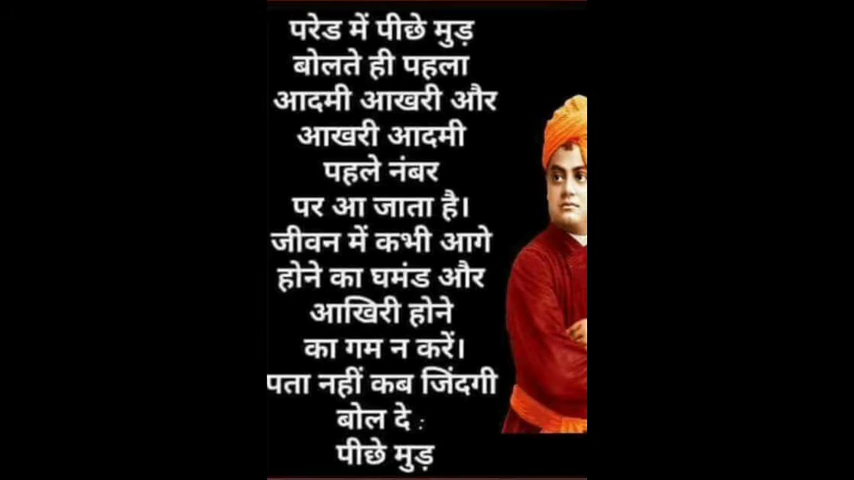 परेड में पीछे मुड़
बोलते ही पहला
आदमी आखरी और
आखरी आदमी
पहले नंबर
पर आ जाता है।
जीवन में कभी आगे
होने का घमंड और
आखिरी होने
का गम न करें।
पता नहीं कब जिंदगी
बोल दे :
पीछे मुड़